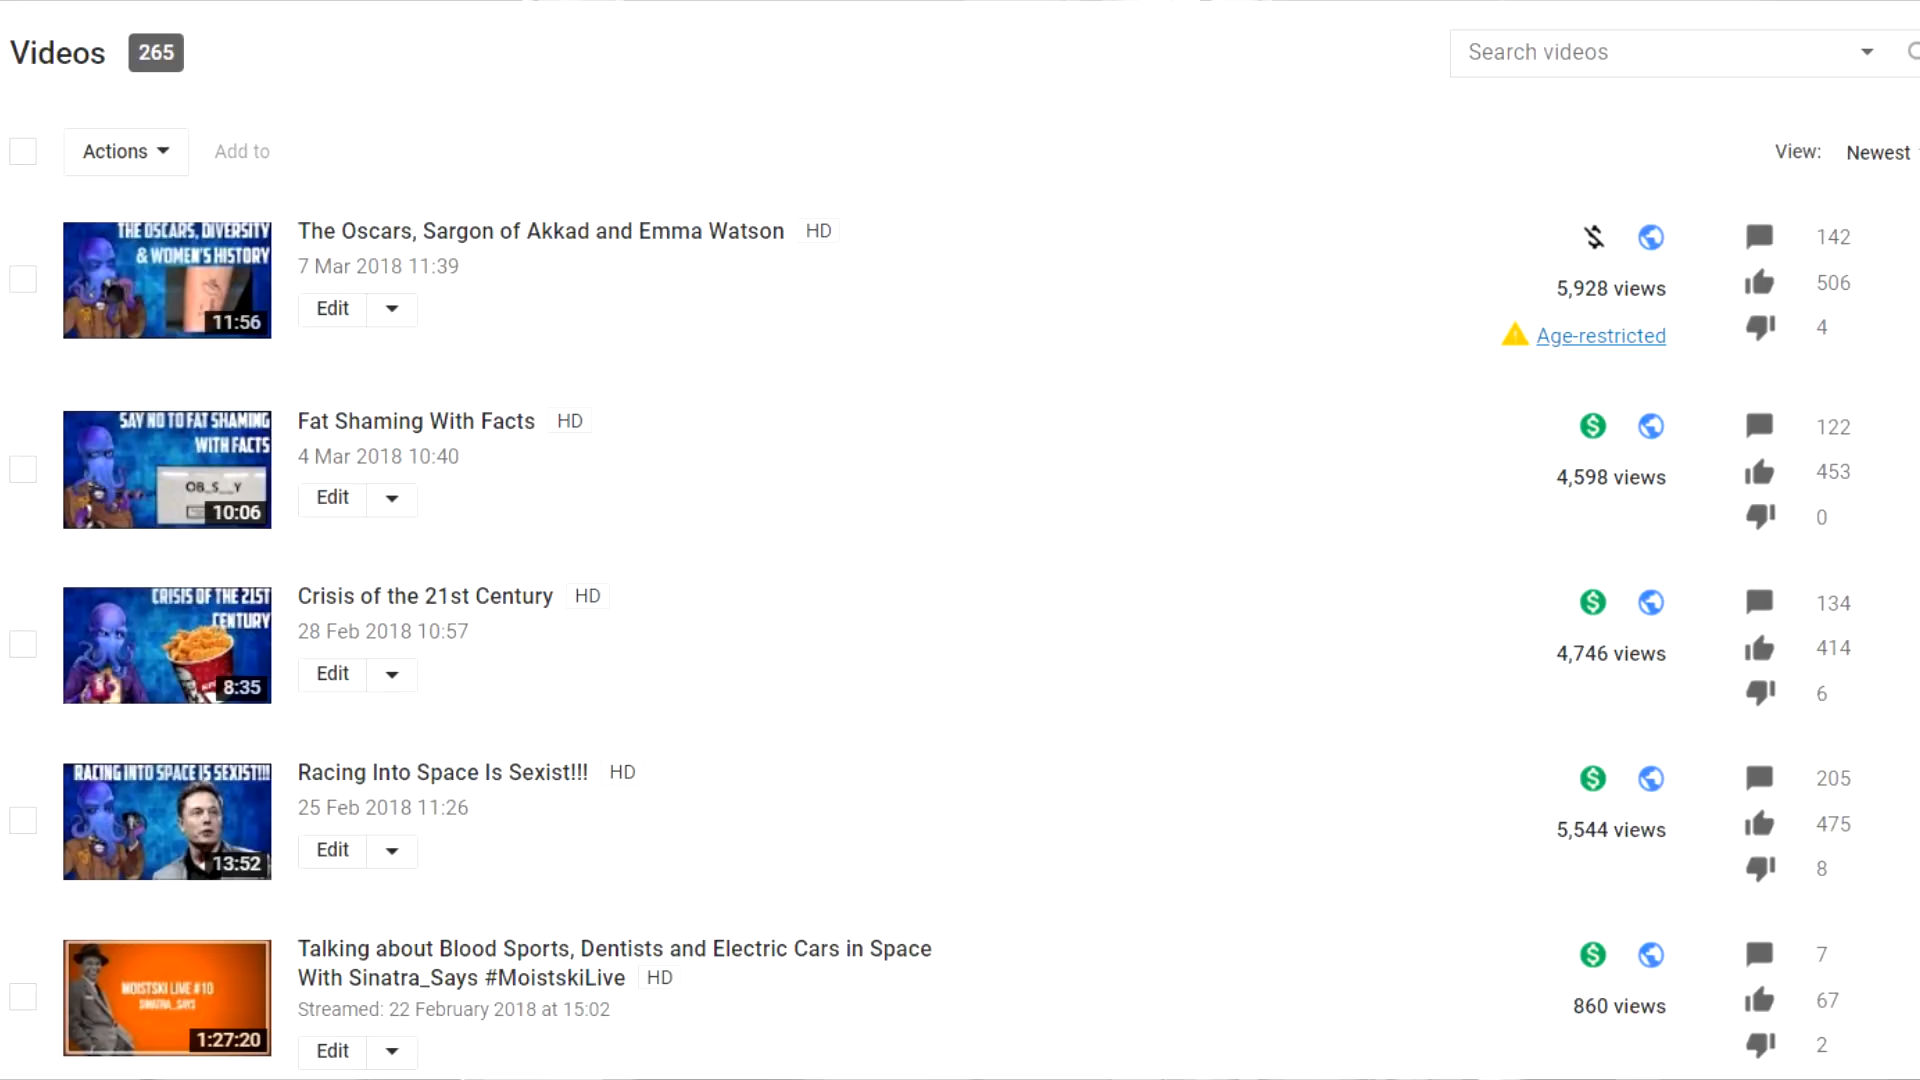 Videos 265
Search videos
Actions Add to
View: Newest
THE OSCARS, DIVERSITY
& WOMEN'S HISTORY
11:56
The Oscars, Sargon of Akkad and Emma Watson HD
7 Mar 2018 11:39
Edit
5,928 views
Age-restricted
142
506
4
SAY NO TO FAT SHAMING
WITH FACTS
OB_S__Y
10:06
Fat Shaming With Facts HD
4 Mar 2018 10:40
Edit
4,598 views
122
453
0
CRISIS OF THE 21ST
CENTURY
8:35
Crisis of the 21st Century HD
28 Feb 2018 10:57
Edit
4,746 views
134
414
6
RACING INTO SPACE IS SEXIST!!!
13:52
Racing Into Space Is Sexist!!! HD
25 Feb 2018 11:26
Edit
5,544 views
205
475
8
MOISTSKI LIVE #10
SINATRA_SAYS
1:27:20
Talking about Blood Sports, Dentists and Electric Cars in Space
With Sinatra_Says #MoistskiLive HD
Streamed: 22 February 2018 at 15:02
Edit
860 views
7
67
2